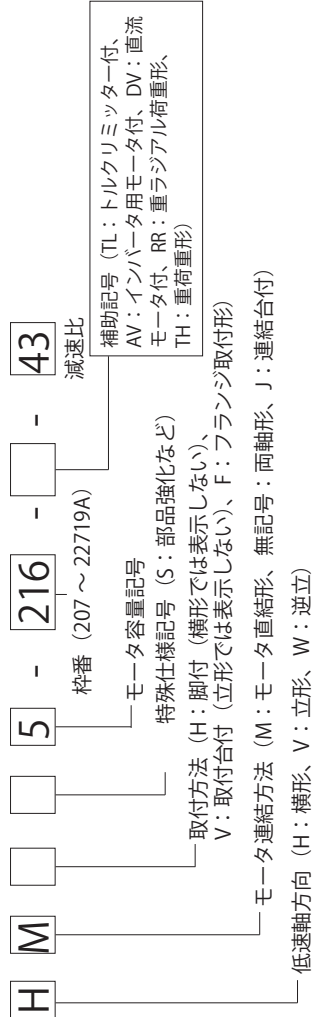 H M 5 - 216 - - 43
減速比
補助記号（TL：トルクリミッター付、
AV：インバータ用モータ付、DV：直流
モータ付、RR：重ラジアル荷重形、
TH：重荷重形）
枠番（207 ～ 22719A）
モータ容量記号
特殊仕様記号（S：部品強化など）
取付方法（H：脚付（横形では表示しない）、
V：取付台付（立形では表示しない）、F：フランジ取付形）
モータ連結方法（M：モータ直結形、無記号：両軸形、J：連結台付）
低速軸方向（H：横形、V：立形、W：逆立）